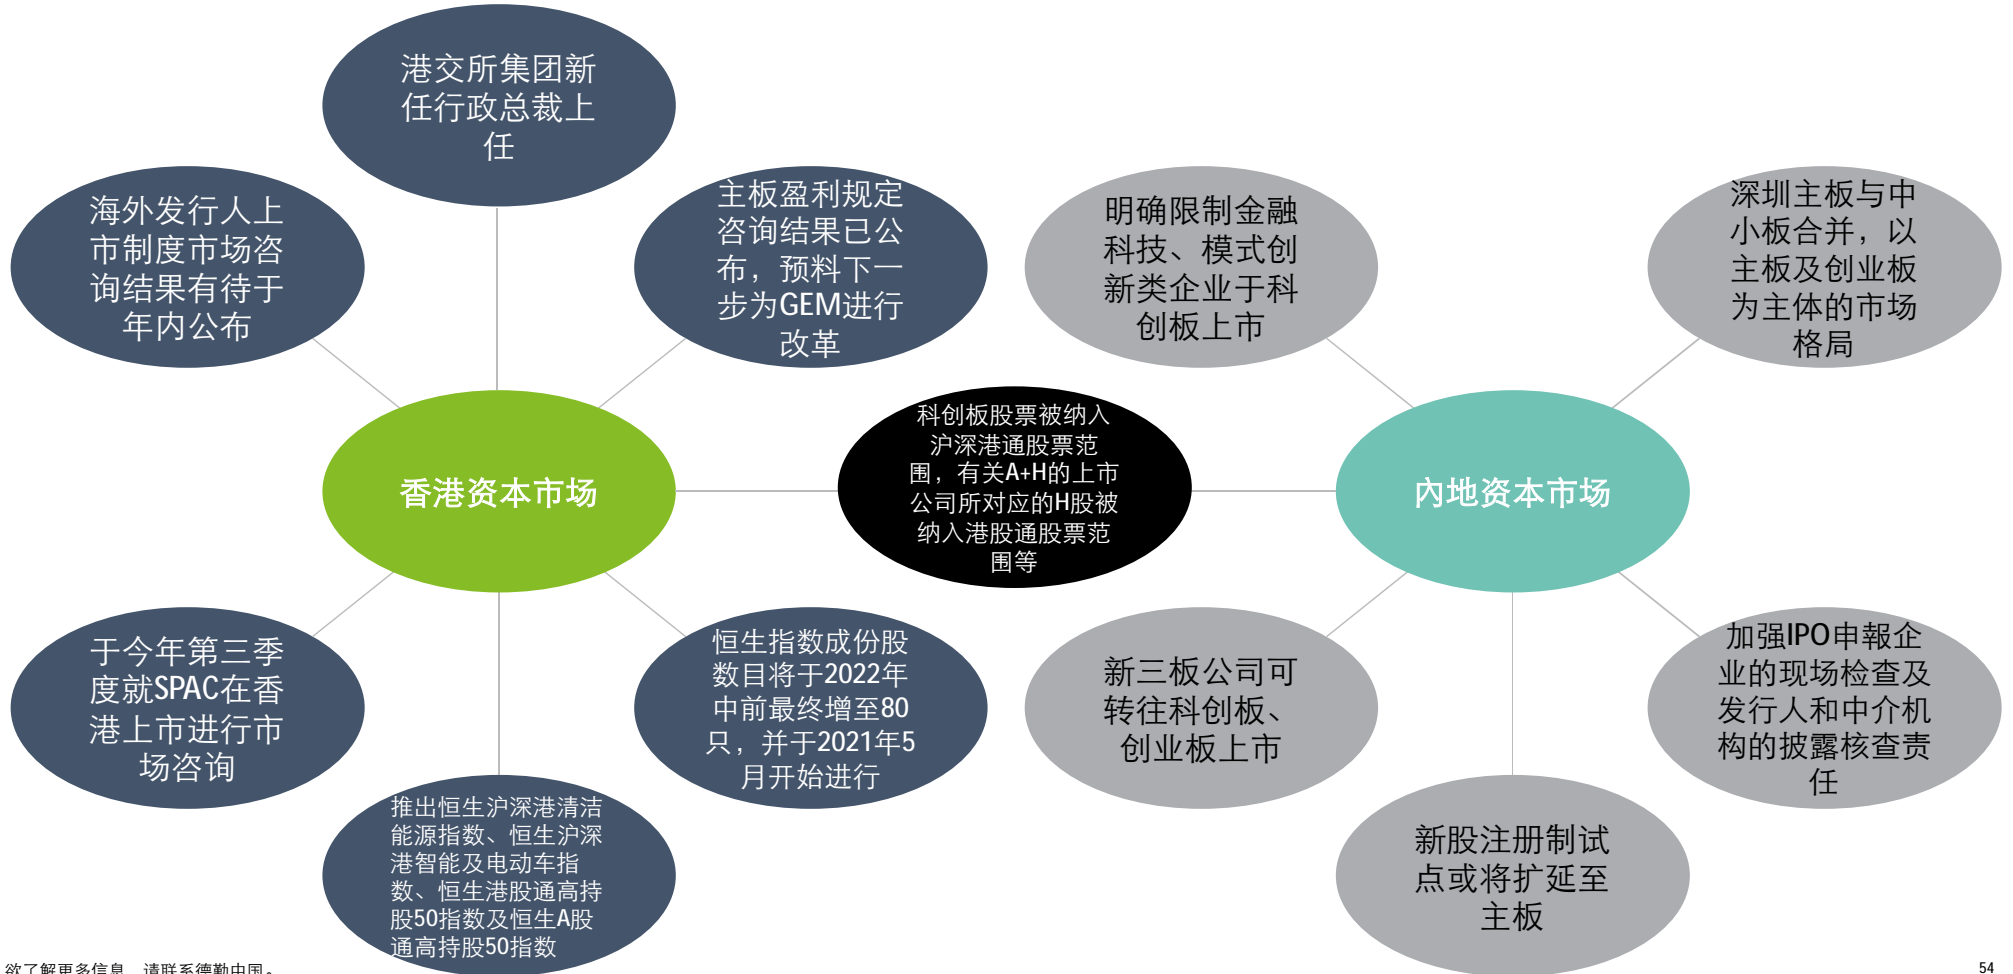 港交所集团新
任行政总裁上
任
海外发行人上
市制度市场咨
询结果有待于
年内公布
主板盈利规定
咨询结果已公
布，预料下一
步为GEM进行
改革
明确限制金融
科技、模式创
新类企业于科
创板上市
深圳主板与中
小板合并，以
主板及创业板
为主体的市场
格局
香港资本市场
科创板股票被纳入
沪深港通股票范
围，有关A+H的上市
公司所对应的H股被
纳入港股通股票范
围等
內地资本市场
于今年第三季
度就SPAC在香
港上市进行市
场咨询
恒生指数成份股
数目将于2022年
中前最终增至80
只，并于2021年5
月开始进行
新三板公司可
转往科创板、
创业板上市
加强IPO申報企
业的现场检查及
发行人和中介机
构的披露核查责
任
推出恒生沪深港清洁
能源指数、恒生沪深
港智能及电动车指
数、恒生港股通高持
股50指数及恒生A股
通高持股50指数
新股注册制试
点或将扩延至
主板
欲了解更多信息，请联系德勤中国。
54